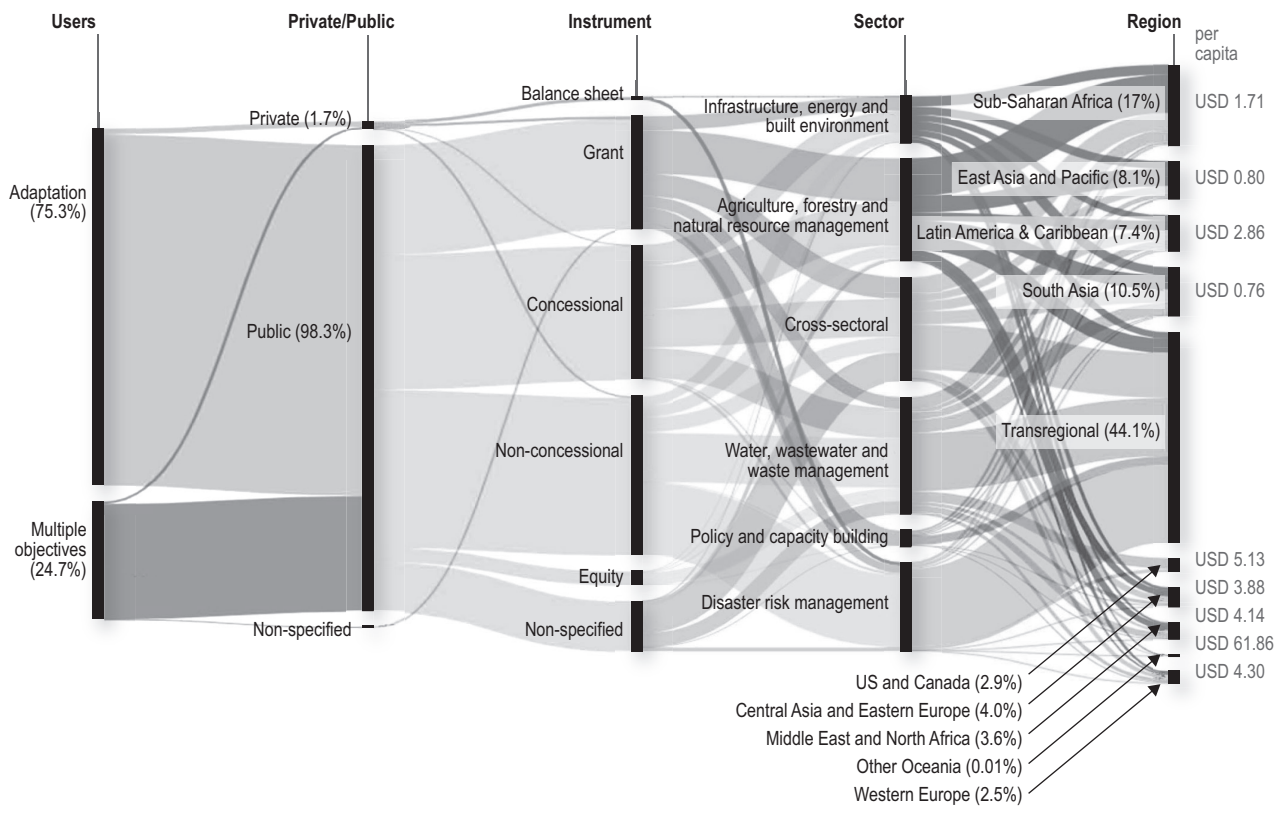 Users
Private/Public
Instrument
Sector
Region
per
capita
Adaptation
(75.3%)
Multiple
objectives
(24.7%)
Private (1.7%)
Public (98.3%)
Non-specified
Balance sheet
Grant
Concessional
Non-concessional
Equity
Non-specified
Infrastructure, energy and
built environment
Agriculture, forestry and
natural resource management
Cross-sectoral
Water, wastewater and
waste management
Policy and capacity building
Disaster risk management
Sub-Saharan Africa (17%)
USD 1.71
East Asia and Pacific (8.1%)
USD 0.80
Latin America & Caribbean (7.4%)
USD 2.86
South Asia (10.5%)
USD 0.76
Transregional (44.1%)
USD 5.13
USD 3.88
USD 4.14
USD 61.86
USD 4.30
US and Canada (2.9%)
Central Asia and Eastern Europe (4.0%)
Middle East and North Africa (3.6%)
Other Oceania (0.01%)
Western Europe (2.5%)